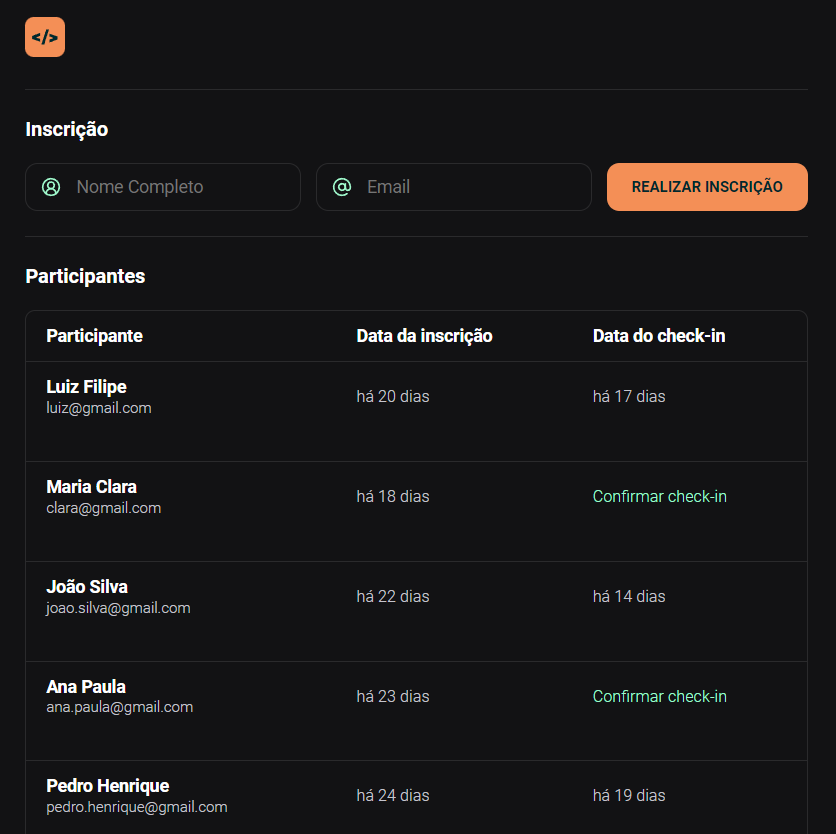 </>
Inscrição
Nome Completo Email REALIZAR INSCRIÇÃO
Participantes
Participante Data da inscrição Data do check-in
Luiz Filipe
luiz@gmail.com
há 20 dias há 17 dias
Maria Clara
clara@gmail.com
há 18 dias Confirmar check-in
João Silva
joao.silva@gmail.com
há 22 dias há 14 dias
Ana Paula
ana.paula@gmail.com
há 23 dias Confirmar check-in
Pedro Henrique
pedro.henrique@gmail.com
há 24 dias há 19 dias